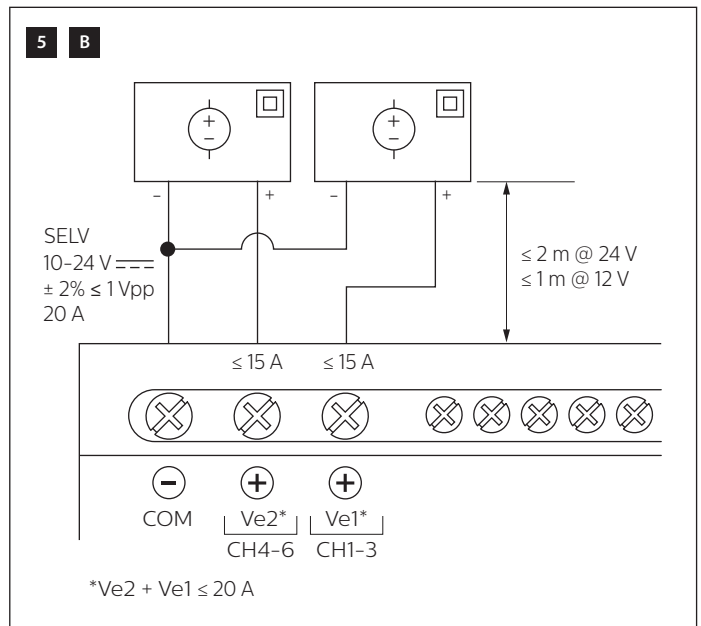 5 B
- + - +
SELV
10-24 V
± 2% ≤ 1 Vpp
20 A
≤ 2 m @ 24 V
≤ 1 m @ 12 V
≤ 15 A ≤ 15 A
COM Ve2* Ve1*
CH4-6 CH1-3
*Ve2 + Ve1 ≤ 20 A